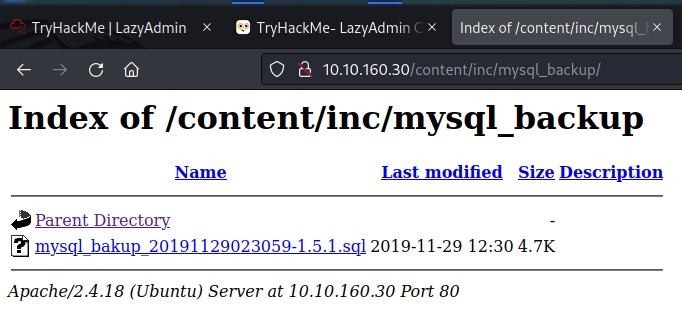 TryHackMe | LazyAdmin
TryHackMe- LazyAdmin
Index of /content/inc/mysql_
10.10.160.30/content/inc/mysql_backup/
Index of /content/inc/mysql_backup
Name Last modified Size Description
Parent Directory -
mysql_bakup_20191129023059-1.5.1.sql 2019-11-29 12:30 4.7K
Apache/2.4.18 (Ubuntu) Server at 10.10.160.30 Port 80